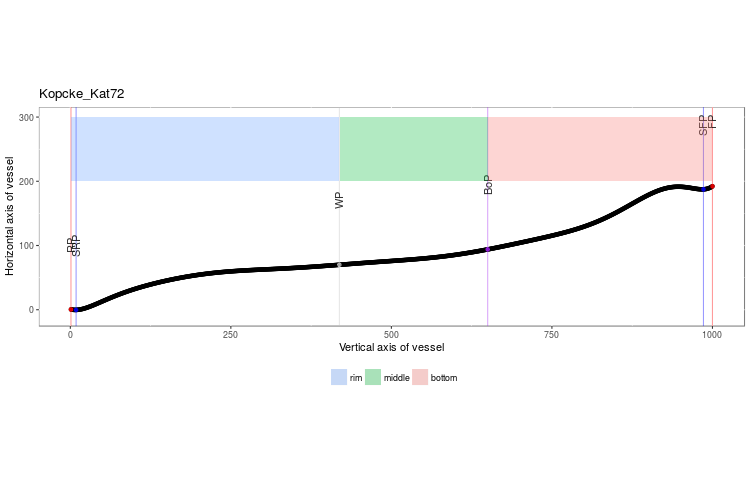 Kopcke_Kat72
300
200
100
0
Horizontal axis of vessel
RP
WP
BoP
SFP
FP
0
250
500
750
1000
Vertical axis of vessel
rim
middle
bottom